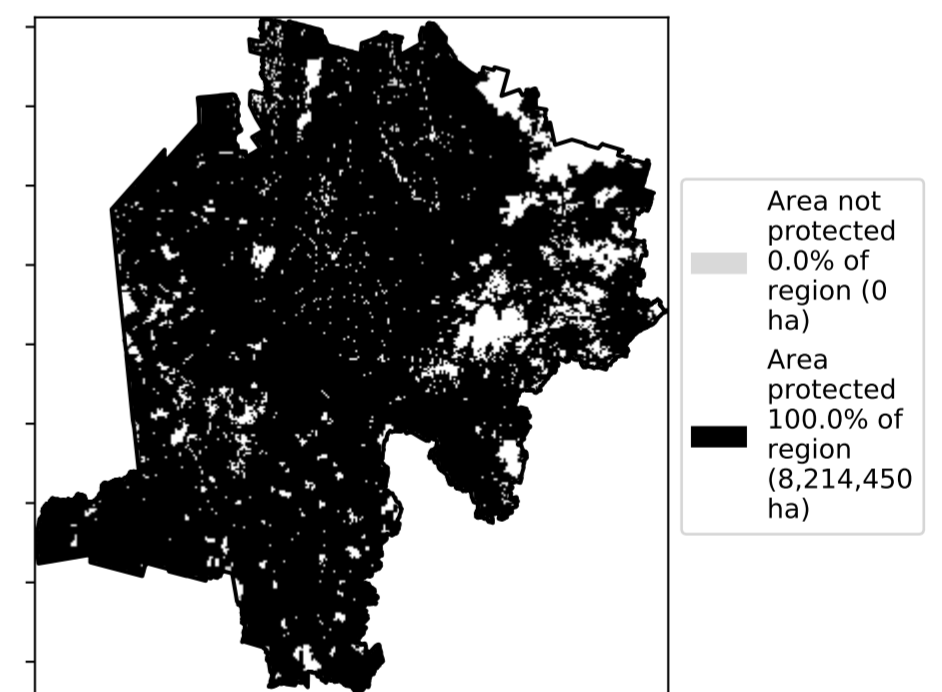 Area not
protected
0.0% of
region (0
ha)
Area
protected
100.0% of
region
(8,214,450
ha)